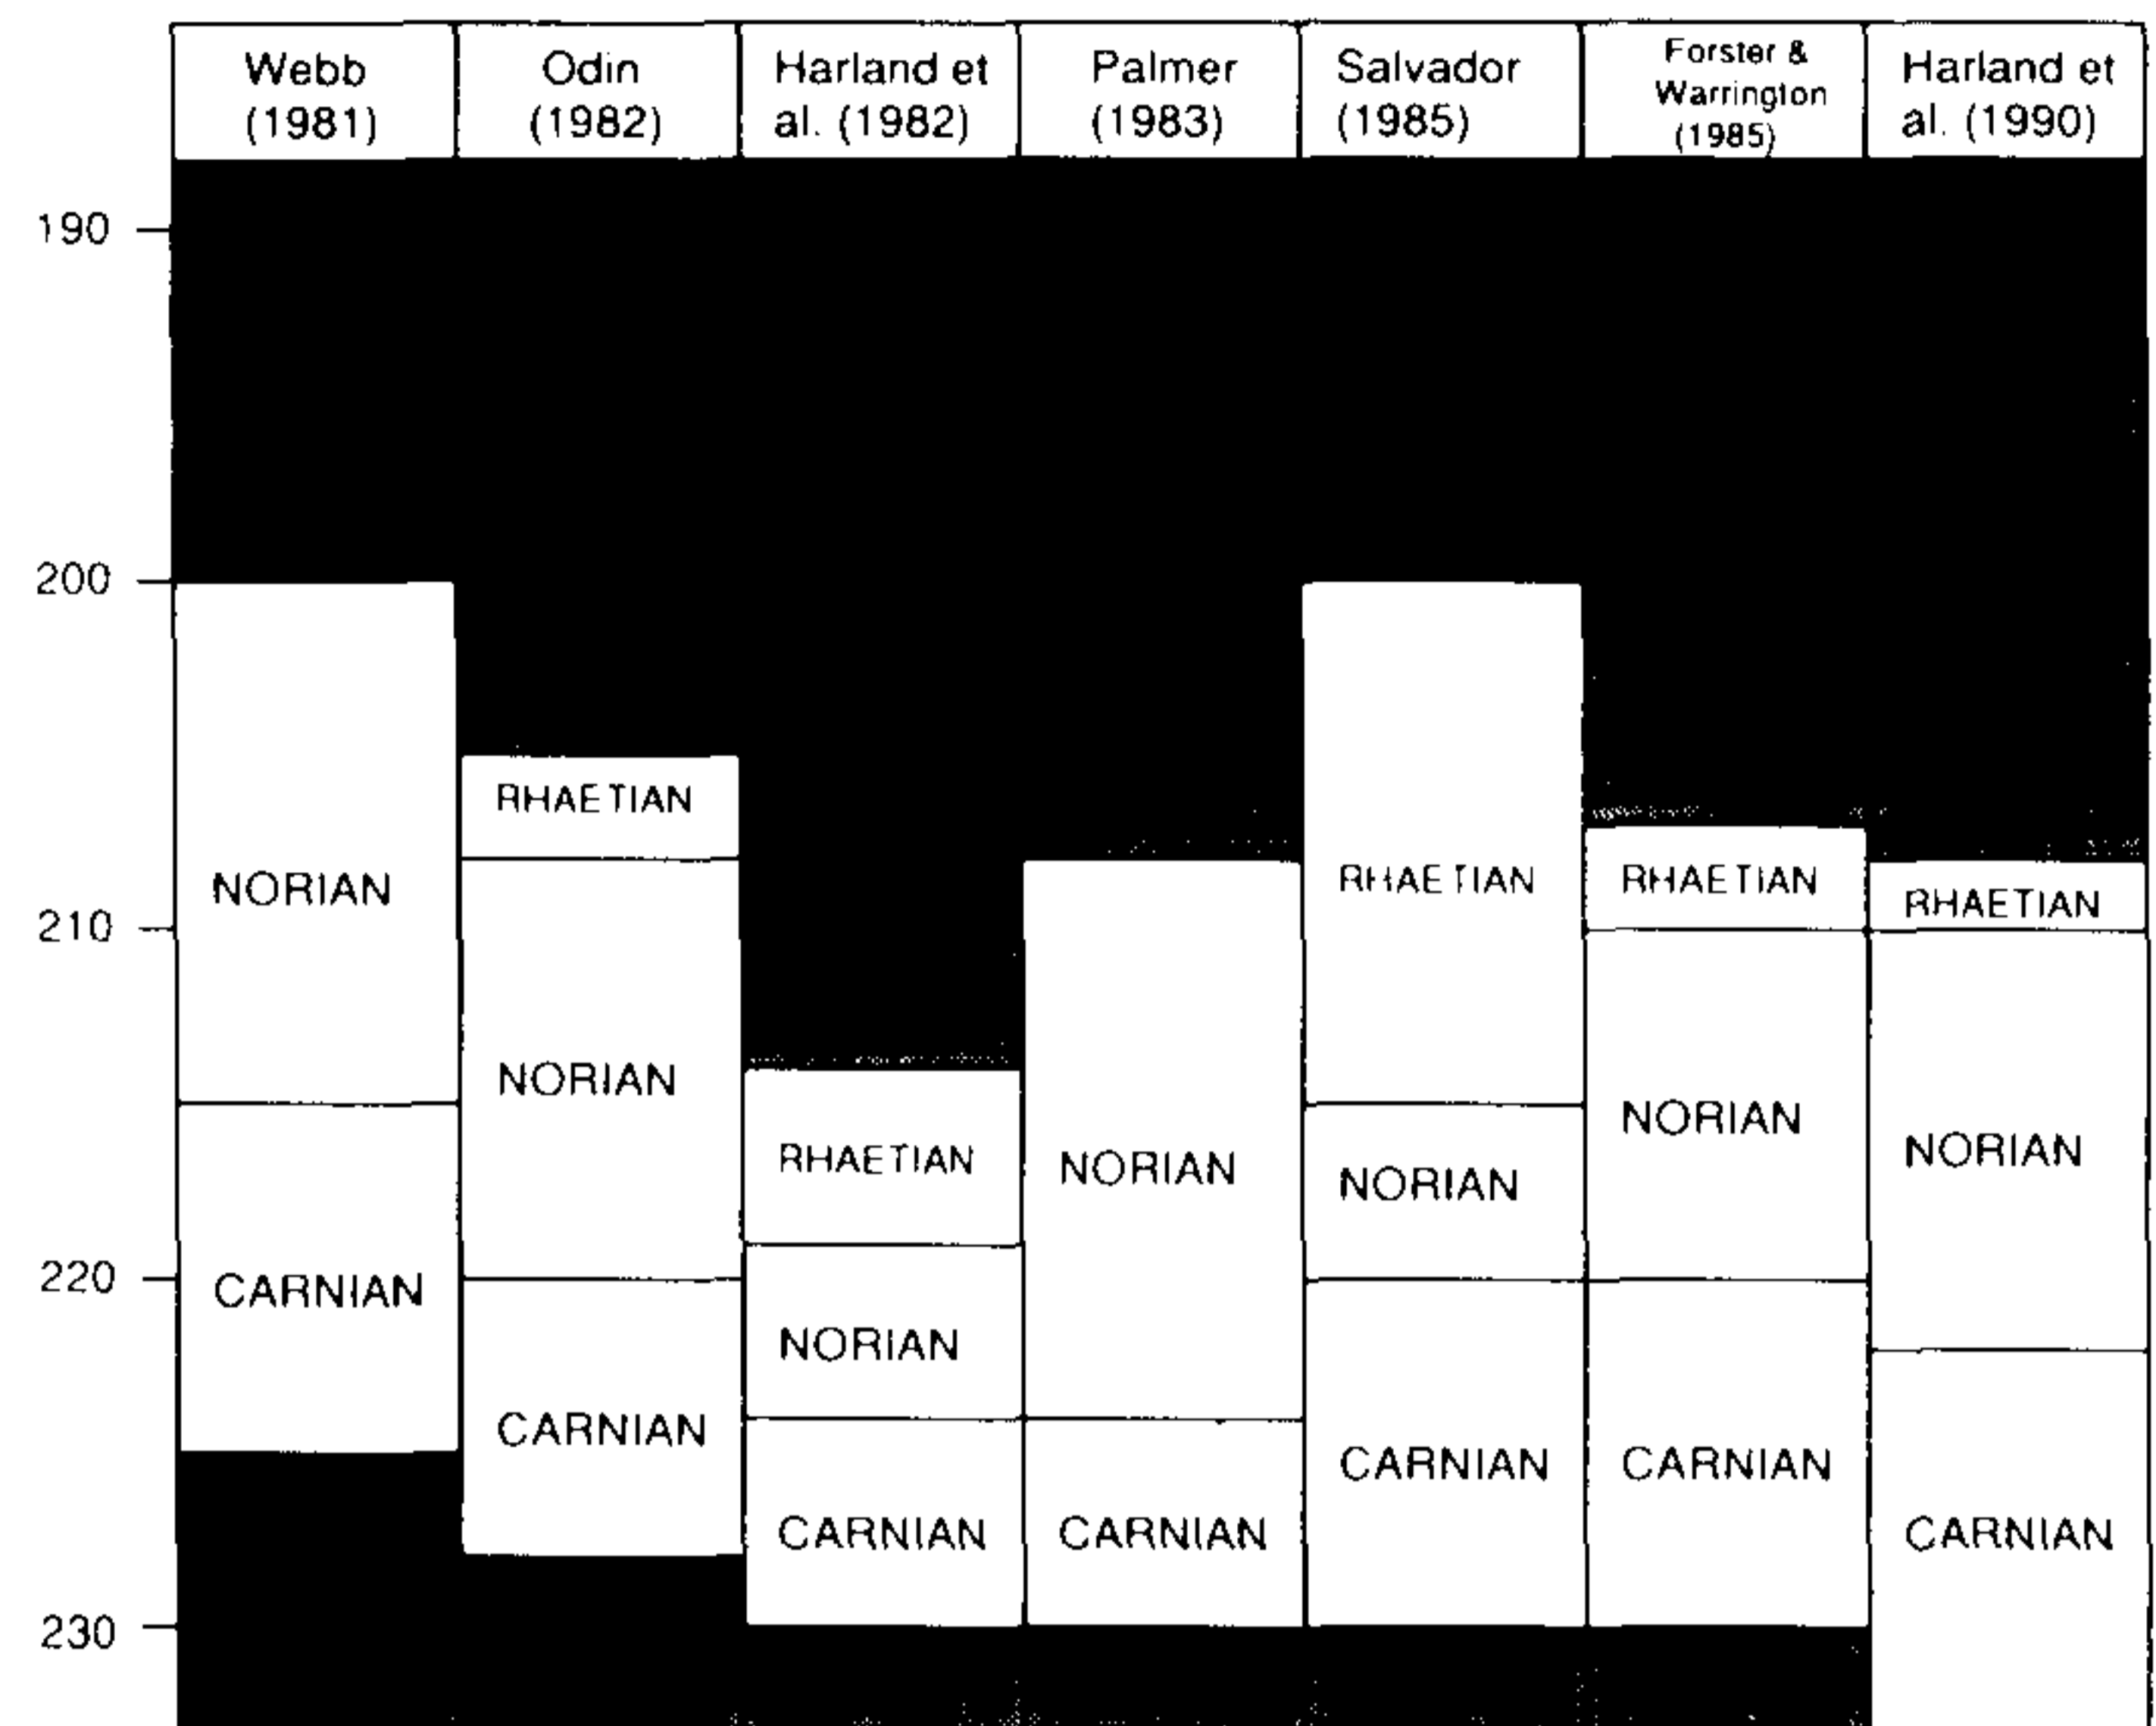 Webb
(1981)
Odin
(1982)
Harland et
al. (1982)
Palmer
(1983)
Salvador
(1985)
Forster &
Warrington
(1985)
Harland et
al. (1990)
190
200
210
220
230
NORIAN
CARNIAN
RHAETIAN
NORIAN
CARNIAN
RHAETIAN
NORIAN
CARNIAN
NORIAN
CARNIAN
RHAETIAN
NORIAN
CARNIAN
RHAETIAN
NORIAN
CARNIAN
RHAETIAN
NORIAN
CARNIAN